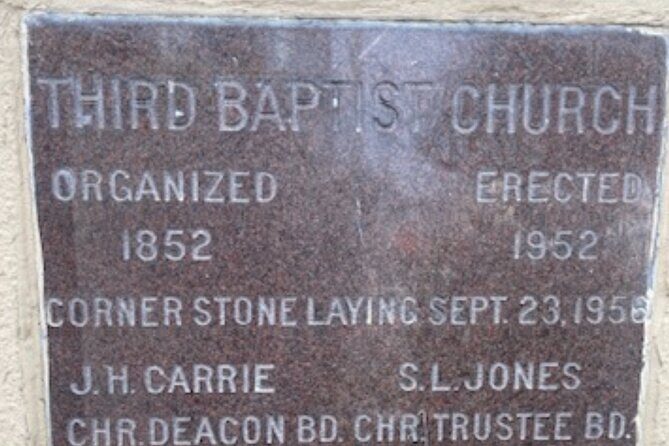 THIRD BAPTIST CHURCH
ORGANIZED ERECTED
1852 1952
CORNER STONE LAYING SEPT. 23, 1956
J. H. CARRIE S. L. JONES
CHR. DEACON BD. CHR. TRUSTEE BD.